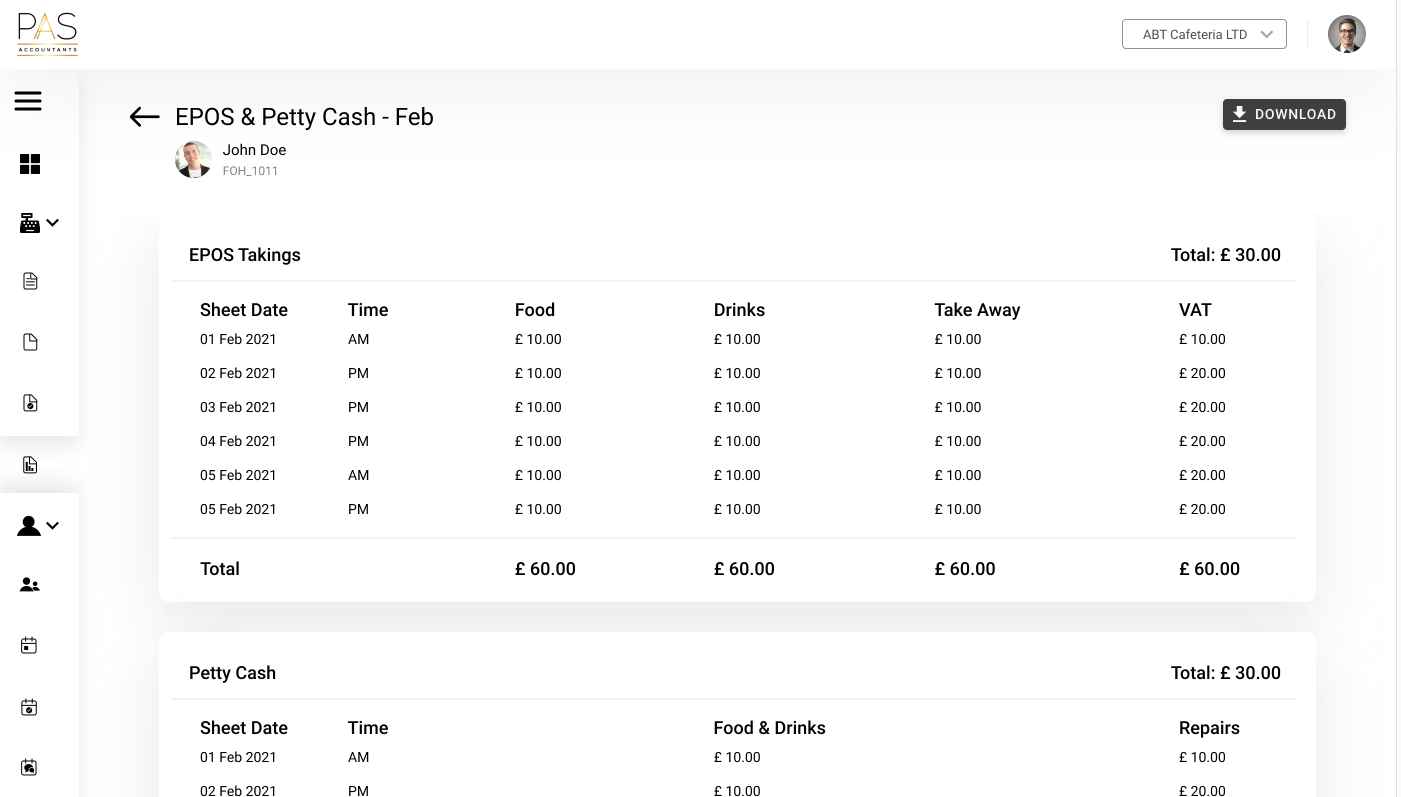 PAS
ACCOUNTANTS
ABT Cafeteria LTD
EPOS & Petty Cash - Feb
DOWNLOAD
John Doe
FOH_1011
EPOS Takings Total: £ 30.00
Sheet Date Time Food Drinks Take Away VAT
01 Feb 2021 AM £ 10.00 £ 10.00 £ 10.00 £ 10.00
02 Feb 2021 PM £ 10.00 £ 10.00 £ 10.00 £ 20.00
03 Feb 2021 PM £ 10.00 £ 10.00 £ 10.00 £ 20.00
04 Feb 2021 PM £ 10.00 £ 10.00 £ 10.00 £ 20.00
05 Feb 2021 AM £ 10.00 £ 10.00 £ 10.00 £ 20.00
05 Feb 2021 PM £ 10.00 £ 10.00 £ 10.00 £ 20.00
Total £ 60.00 £ 60.00 £ 60.00 £ 60.00
Petty Cash Total: £ 30.00
Sheet Date Time Food & Drinks Repairs
01 Feb 2021 AM £ 10.00 £ 10.00
02 Feb 2021 PM £ 10.00 £ 20.00